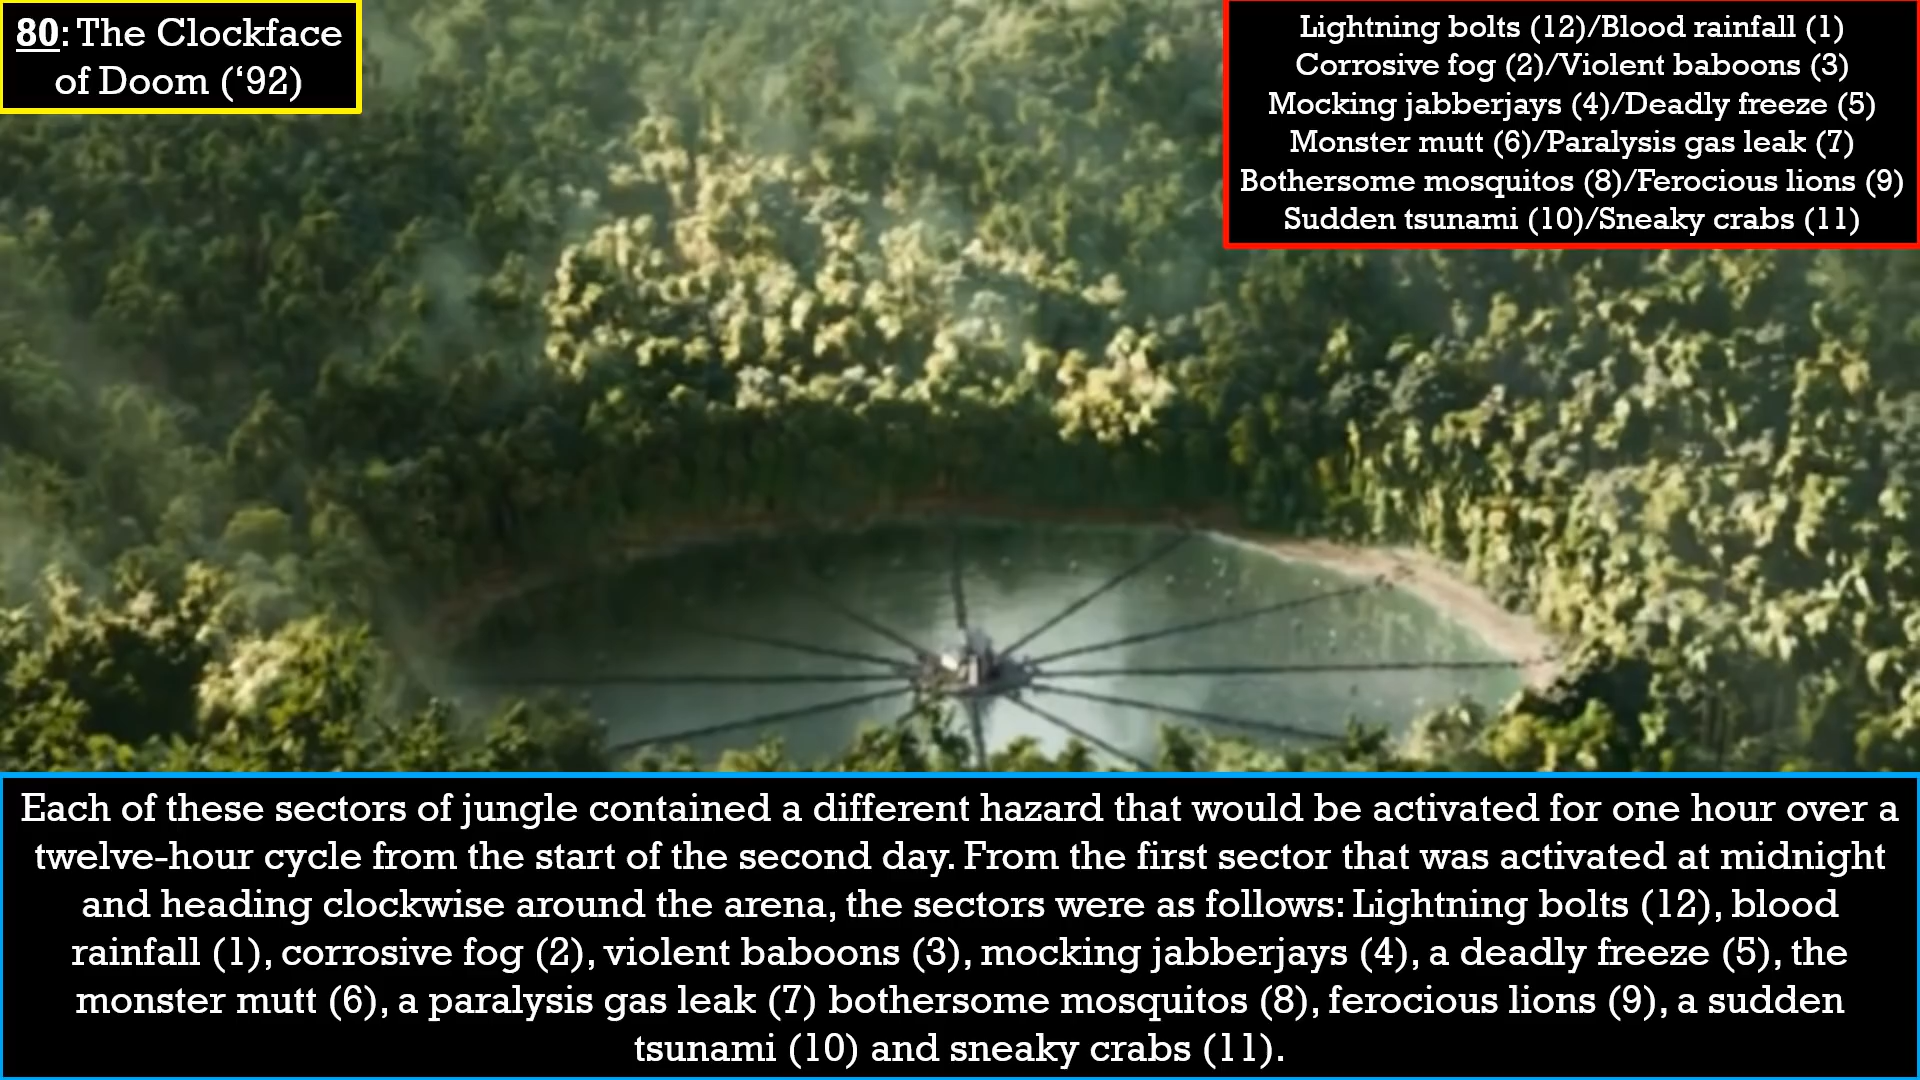 80: The Clockface
of Doom (‘92)
Lightning bolts (12)/Blood rainfall (1)
Corrosive fog (2)/Violent baboons (3)
Mocking jabberjays (4)/Deadly freeze (5)
Monster mutt (6)/Paralysis gas leak (7)
Bothersome mosquitos (8)/Ferocious lions (9)
Sudden tsunami (10)/Sneaky crabs (11)
Each of these sectors of jungle contained a different hazard that would be activated for one hour over a
twelve-hour cycle from the start of the second day. From the first sector that was activated at midnight
and heading clockwise around the arena, the sectors were as follows: Lightning bolts (12), blood
rainfall (1), corrosive fog (2), violent baboons (3), mocking jabberjays (4), a deadly freeze (5), the
monster mutt (6), a paralysis gas leak (7) bothersome mosquitos (8), ferocious lions (9), a sudden
tsunami (10) and sneaky crabs (11).